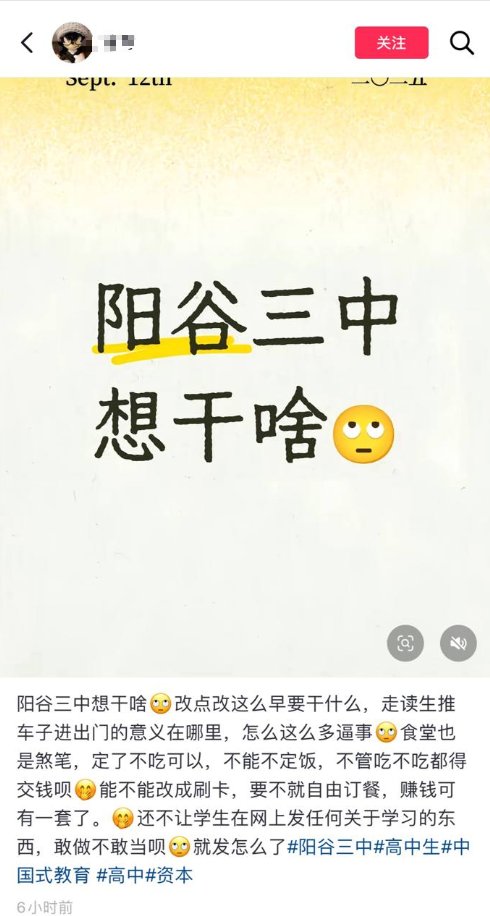 关注
Sept. 12th
二〇二五
阳谷三中
想干啥🙄
阳谷三中想干啥🙄改点改这么早要干什么，走读生推
车子进出门的意义在哪里，怎么这么多逼事🙄食堂也
是煞笔，定了不吃可以，不能不定饭，不管吃不吃都得
交钱呗🤭能不能改成刷卡，要不就自由订餐，赚钱可
有一套了。🤭还不让学生在网上发任何关于学习的东
西，敢做不敢当呗🙄就发怎么了#阳谷三中#高中生#中
国式教育 #高中#资本
6小时前